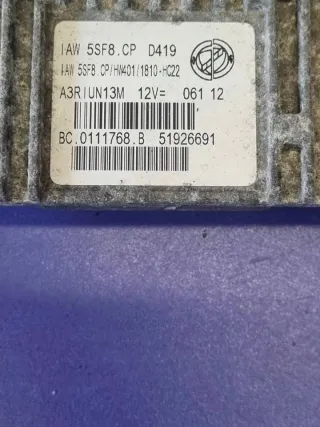 IAW 5SF8.CP D419
IAW 5SF8.CP/HW401/1810-HC22
A3RIUN13M 12V= 061 12
BC.0111768.B 51926691